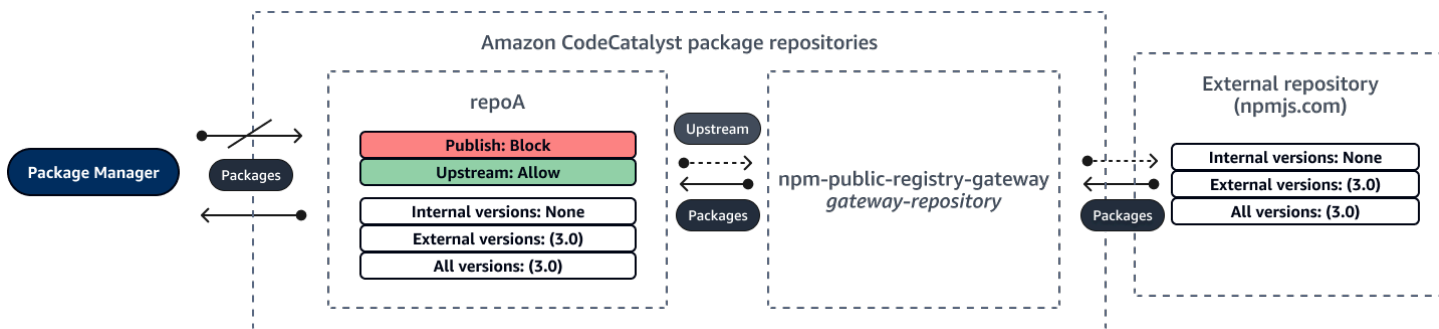 Amazon CodeCatalyst package repositories
Package Manager
Packages
repoA
Publish: Block
Upstream: Allow
Internal versions: None
External versions: (3.0)
All versions: (3.0)
Upstream
Packages
npm-public-registry-gateway
gateway-repository
Packages
External repository
(npmjs.com)
Internal versions: None
External versions: (3.0)
All versions: (3.0)